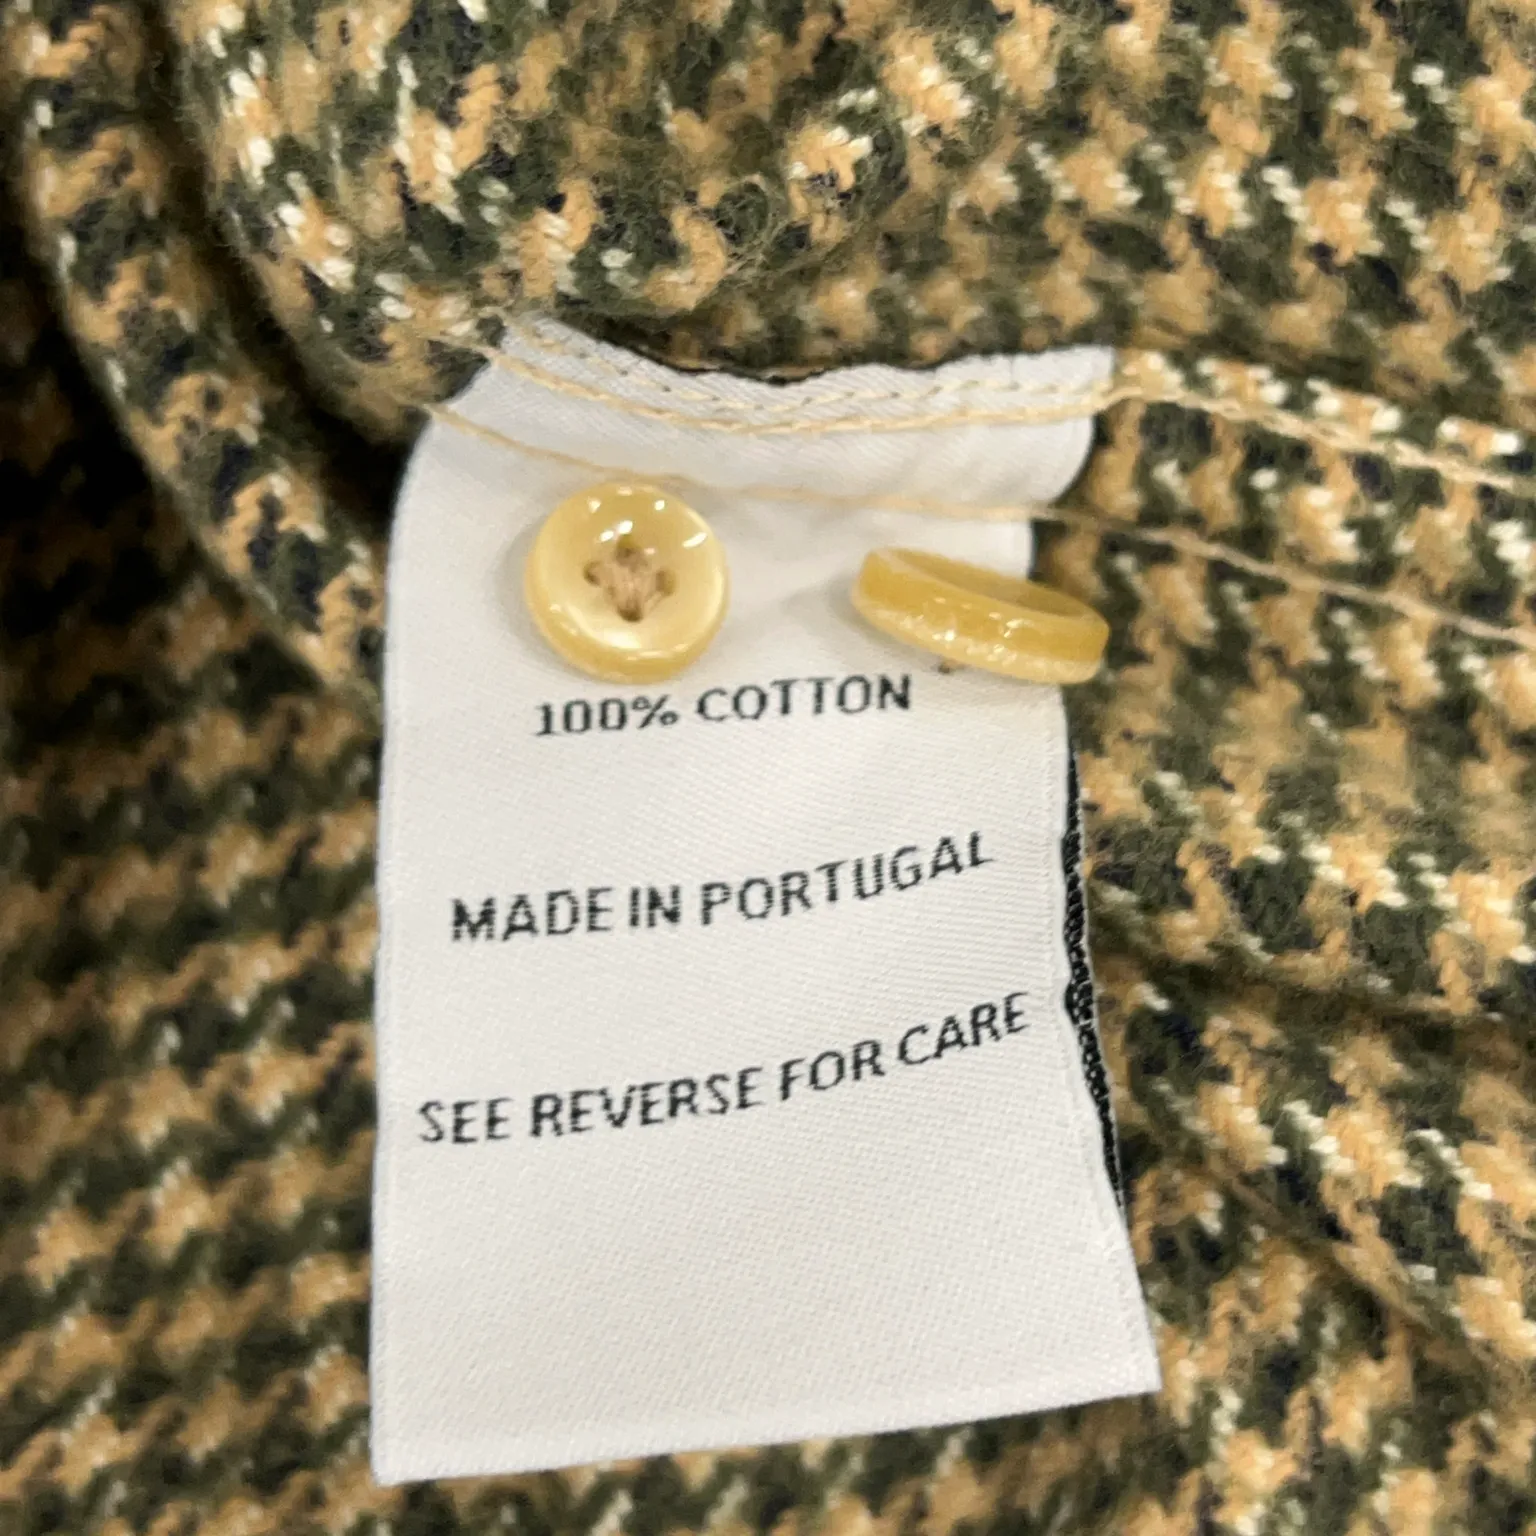 100% COTTON
MADE IN PORTUGAL
SEE REVERSE FOR CARE